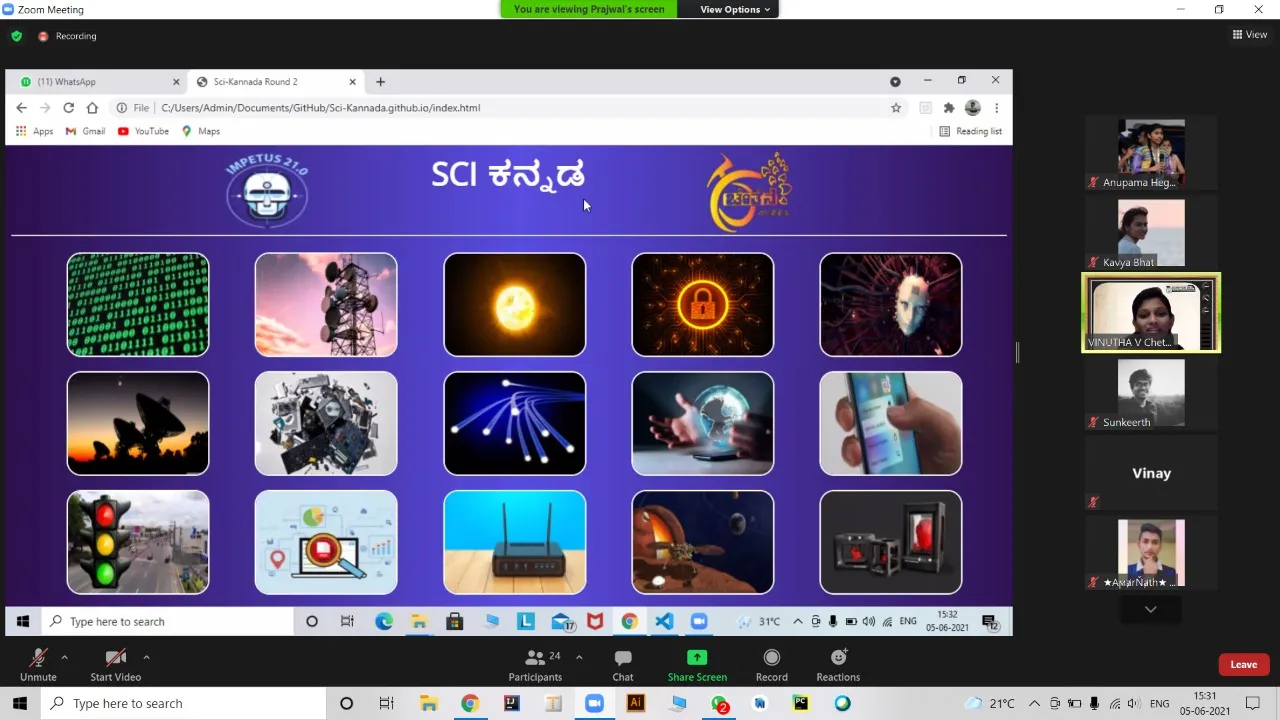 Zoom Meeting
You are viewing Prajwal's screen
View Options
Recording
View
(11) WhatsApp
Sci-Kannada Round 2
File
C:/Users/Admin/Documents/GitHub/Sci-Kannada.github.io/index.html
Apps
Gmail
YouTube
Maps
Reading list
IMPETUS 21.0
SCI ಕನ್ನಡ
Anupama Heg...
Kavya Bhat
VINUTHA V Chet...
Sunkeerth
Vinay
★AmarNath★ ...
Type here to search
17
31°C
ENG
15:32
05-06-2021
12
Unmute
Start Video
24
Participants
Chat
Share Screen
Record
Reactions
Leave
Type here to search
2
21°C
ENG
15:31
05-06-2021